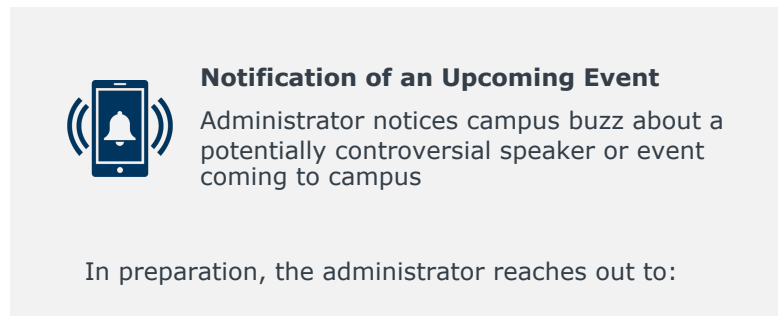 Notification of an Upcoming Event
Administrator notices campus buzz about a
potentially controversial speaker or event
coming to campus
In preparation, the administrator reaches out to: